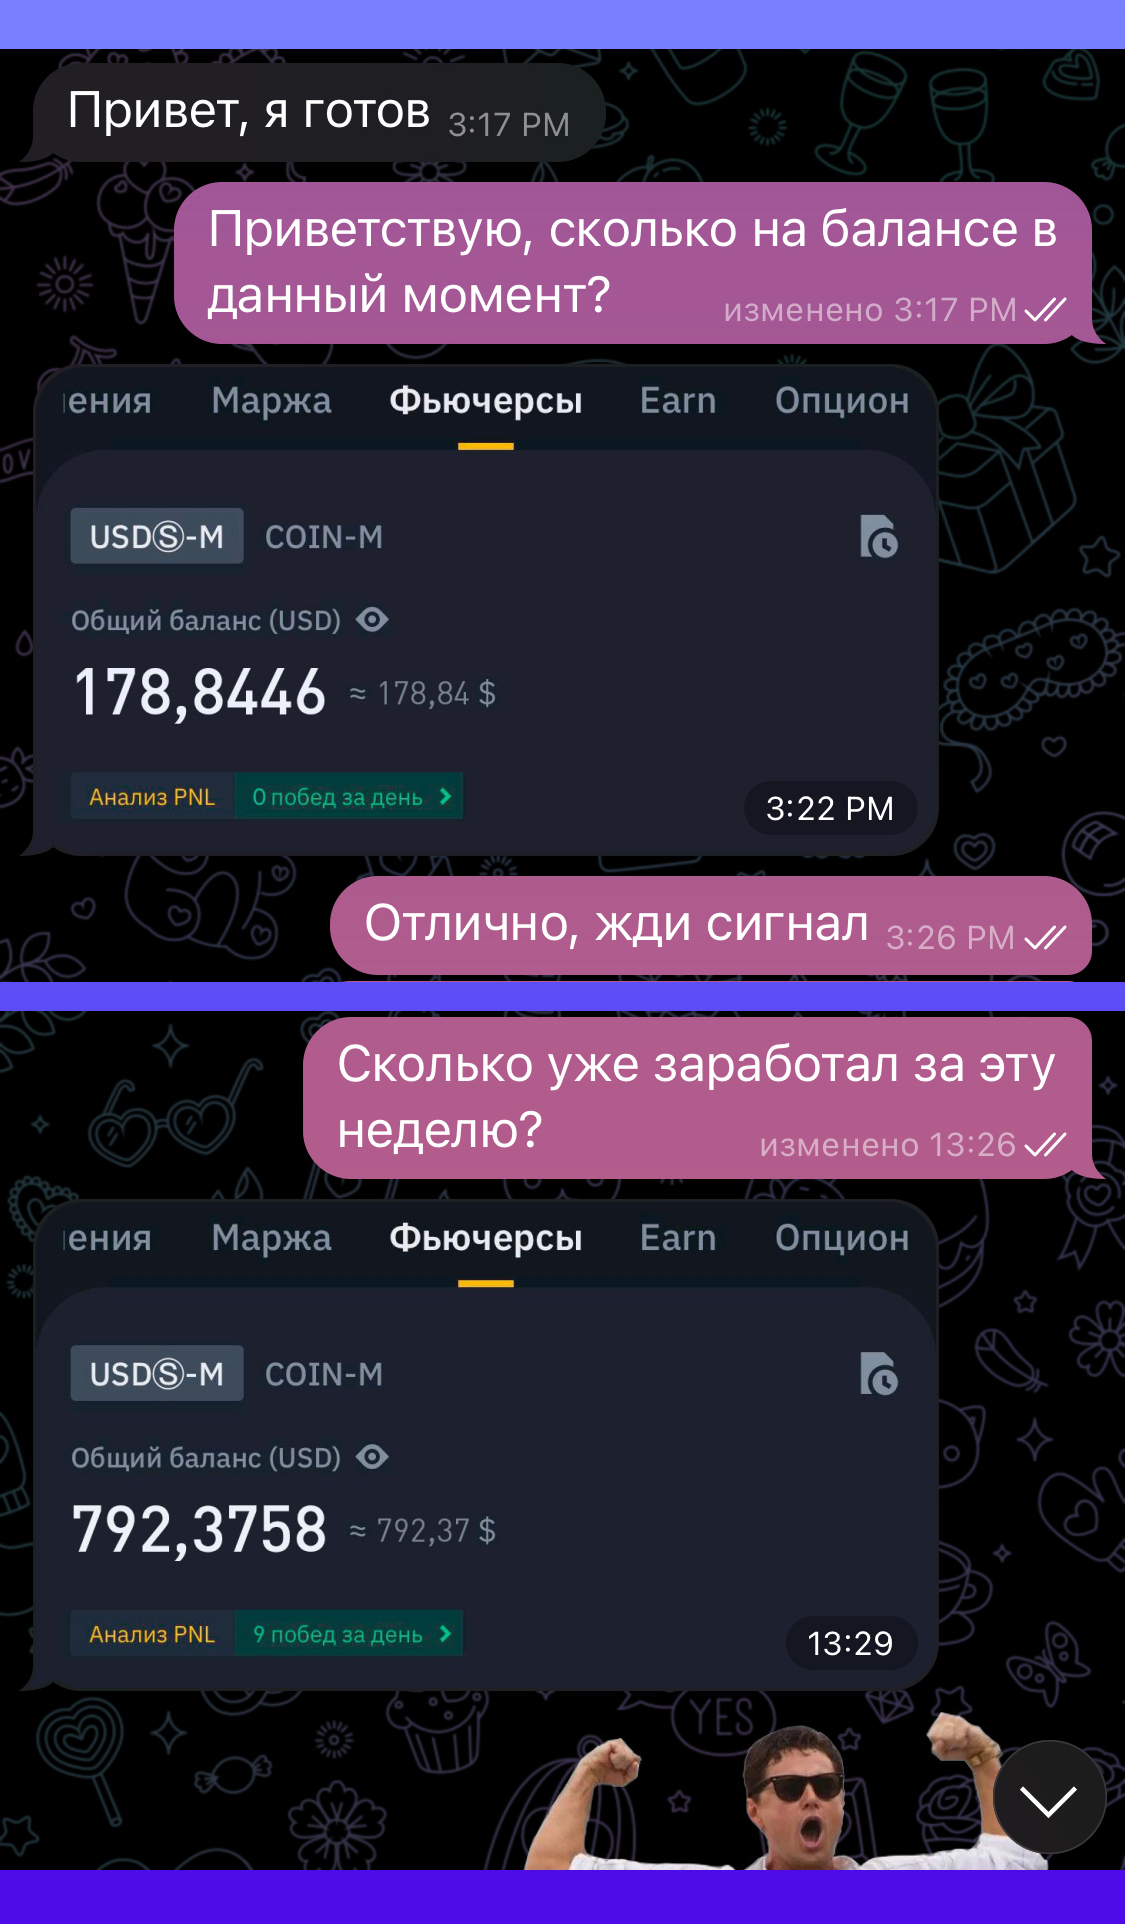 Привет, я готов 3:17 PM
Приветствую, сколько на балансе в
данный момент?
изменено 3:17 PM
ения Маржа Фьючерсы Earn Опцион
USDⓈ-M COIN-M
Общий баланс (USD)
178,8446 ≈ 178,84 $
Анализ PNL 0 побед за день
3:22 PM
Отлично, жди сигнал 3:26 PM
Сколько уже заработал за эту
неделю?
изменено 13:26
ения Маржа Фьючерсы Earn Опцион
USDⓈ-M COIN-M
Общий баланс (USD)
792,3758 ≈ 792,37 $
Анализ PNL 9 побед за день
13:29
YES